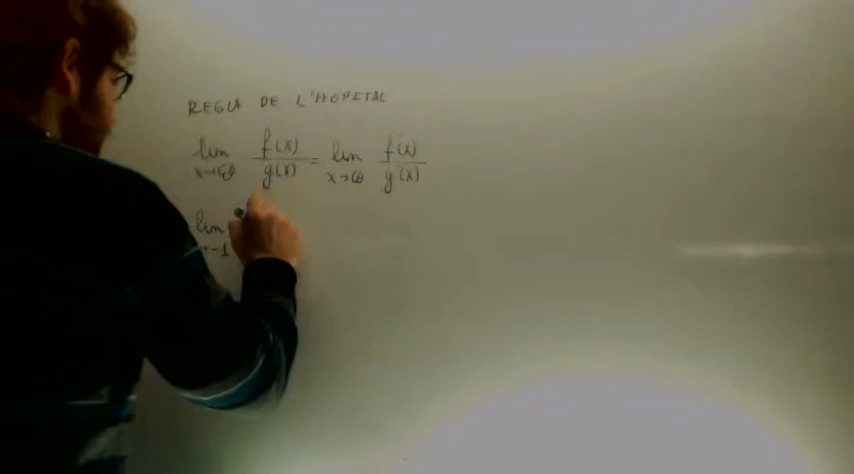 REGLA DE L'HOPITAL
lim x→∞ f(x)/g(x) = lim x→∞ f'(x)/g'(x)
lim